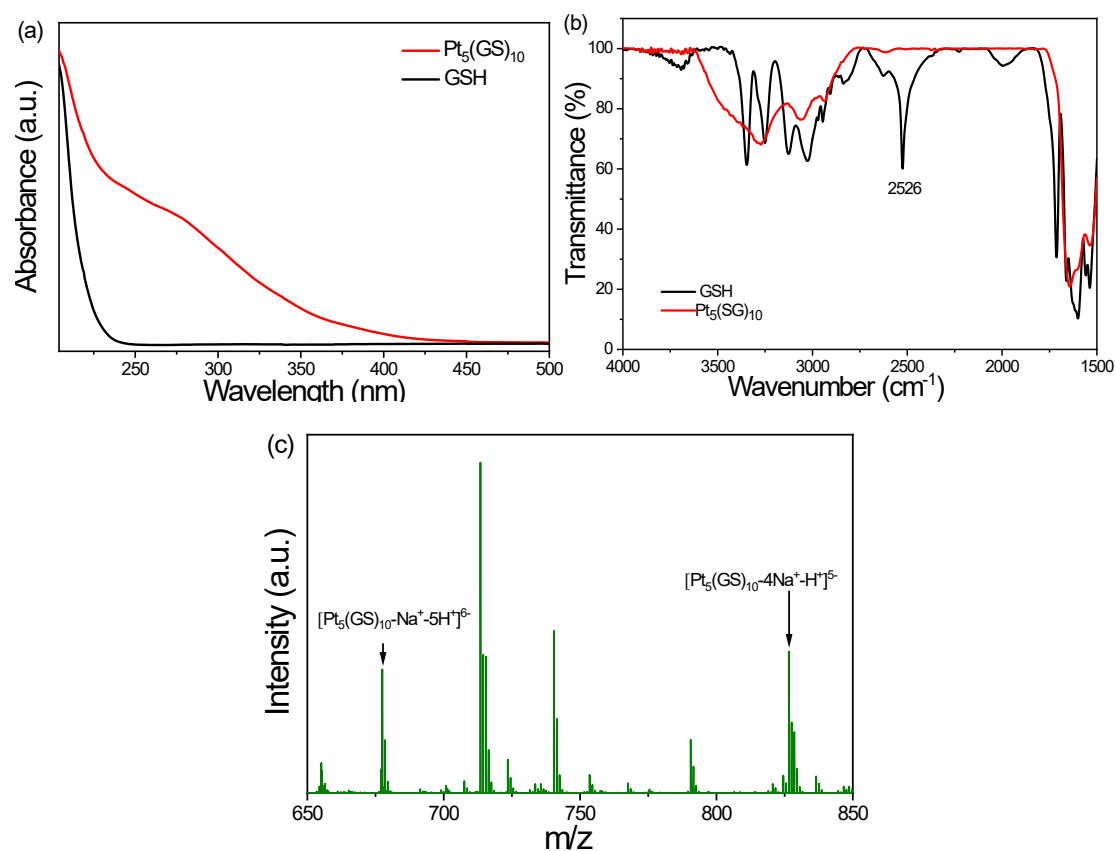 (a)
Pt₅(GS)₁₀
GSH
Absorbance (a.u.)
250 300 350 400 450 500
Wavelength (nm)
(b)
100
80
60
40
20
0
2526
GSH
Pt₅(SG)₁₀
Transmittance (%)
4000 3500 3000 2500 2000 1500
Wavenumber (cm⁻¹)
(c)
[Pt₅(GS)₁₀-4Na⁺-H⁺]⁵⁻
[Pt₅(GS)₁₀-Na⁺-5H⁺]⁶⁻
Intensity (a.u.)
650 700 750 800 850
m/z